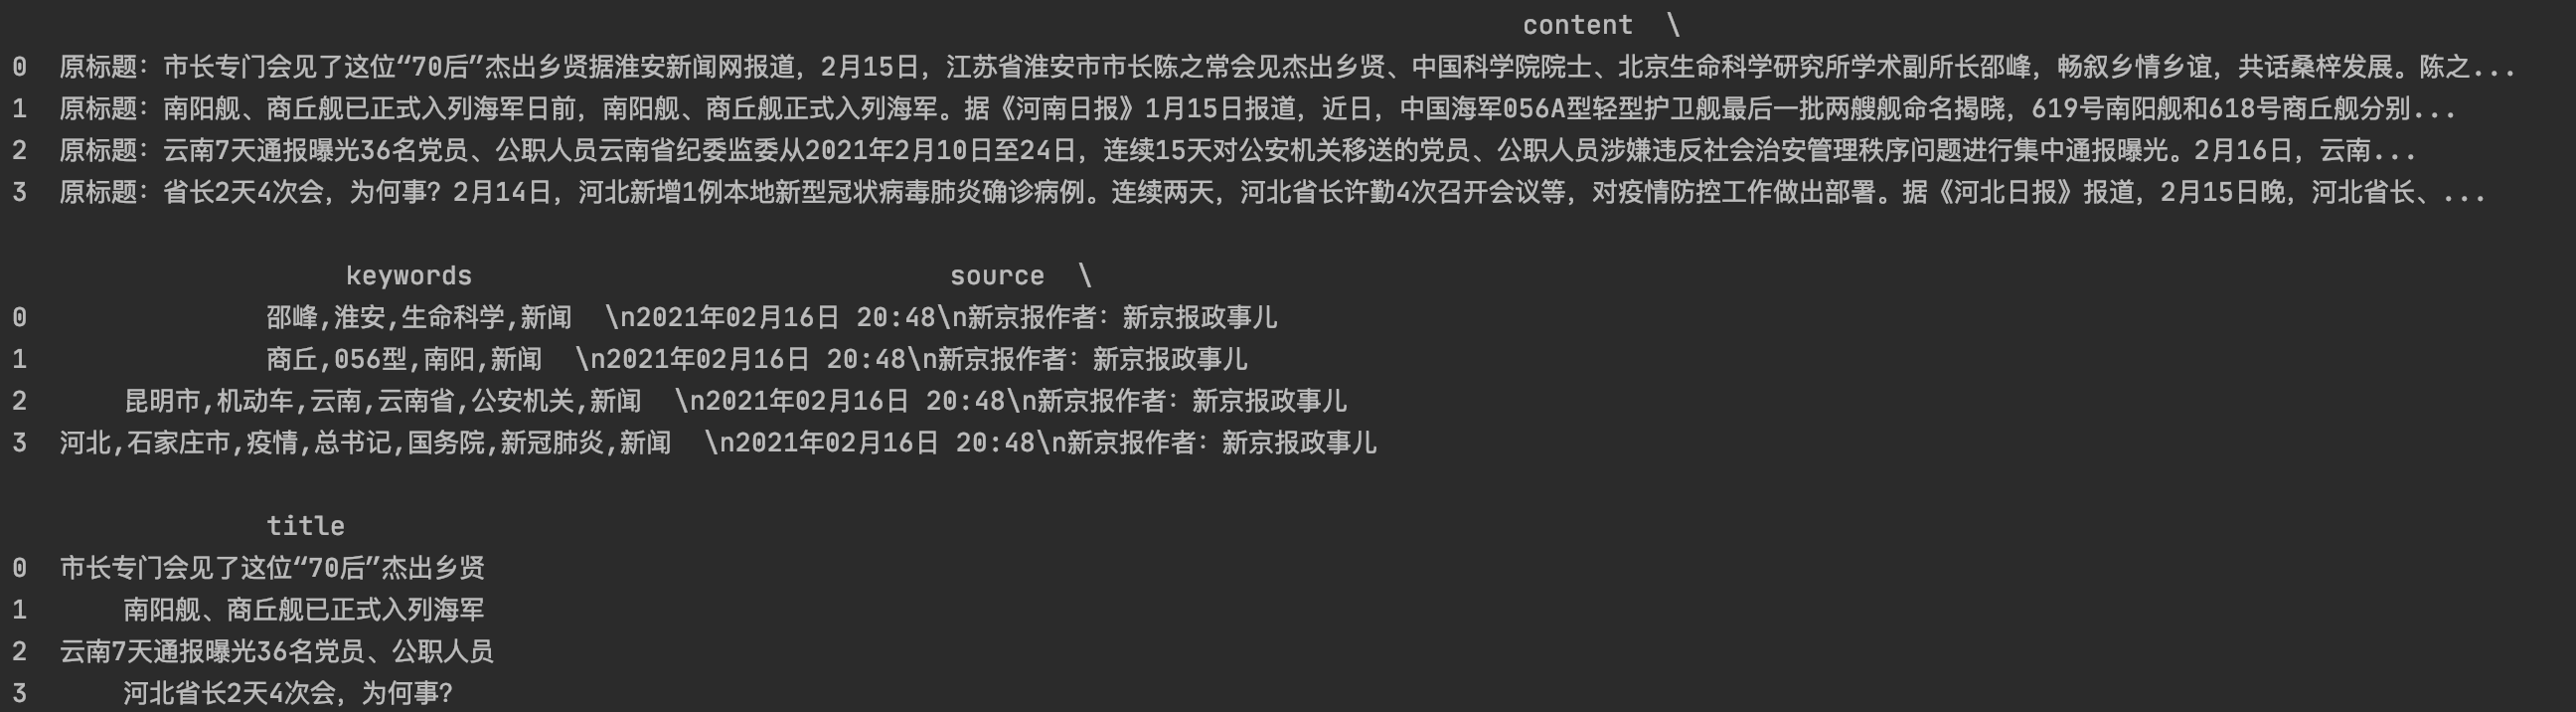 content  \
0  原标题：市长专门会见了这位“70后”杰出乡贤据淮安新闻网报道，2月15日，江苏省淮安市市长陈之常会见杰出乡贤、中国科学院院士、北京生命科学研究所学术副所长邵峰，畅叙乡情乡谊，共话桑梓发展。陈之...
1  原标题：南阳舰、商丘舰已正式入列海军日前，南阳舰、商丘舰正式入列海军。据《河南日报》1月15日报道，近日，中国海军056A型轻型护卫舰最后一批两艘舰命名揭晓，619号南阳舰和618号商丘舰分别...
2  原标题：云南7天通报曝光36名党员、公职人员云南省纪委监委从2021年2月10日至24日，连续15天对公安机关移送的党员、公职人员涉嫌违反社会治安管理秩序问题进行集中通报曝光。2月16日，云南...
3  原标题：省长2天4次会，为何事？2月14日，河北新增1例本地新型冠状病毒肺炎确诊病例。连续两天，河北省长许勤4次召开会议等，对疫情防控工作做出部署。据《河北日报》报道，2月15日晚，河北省长、...
keywords  source  \
0  邵峰,淮安,生命科学,新闻  \n2021年02月16日 20:48\n新京报作者：新京报政事儿
1  商丘,056型,南阳,新闻  \n2021年02月16日 20:48\n新京报作者：新京报政事儿
2  昆明市,机动车,云南,云南省,公安机关,新闻  \n2021年02月16日 20:48\n新京报作者：新京报政事儿
3  河北,石家庄市,疫情,总书记,国务院,新冠肺炎,新闻  \n2021年02月16日 20:48\n新京报作者：新京报政事儿
title
0  市长专门会见了这位“70后”杰出乡贤
1  南阳舰、商丘舰已正式入列海军
2  云南7天通报曝光36名党员、公职人员
3  河北省长2天4次会，为何事？